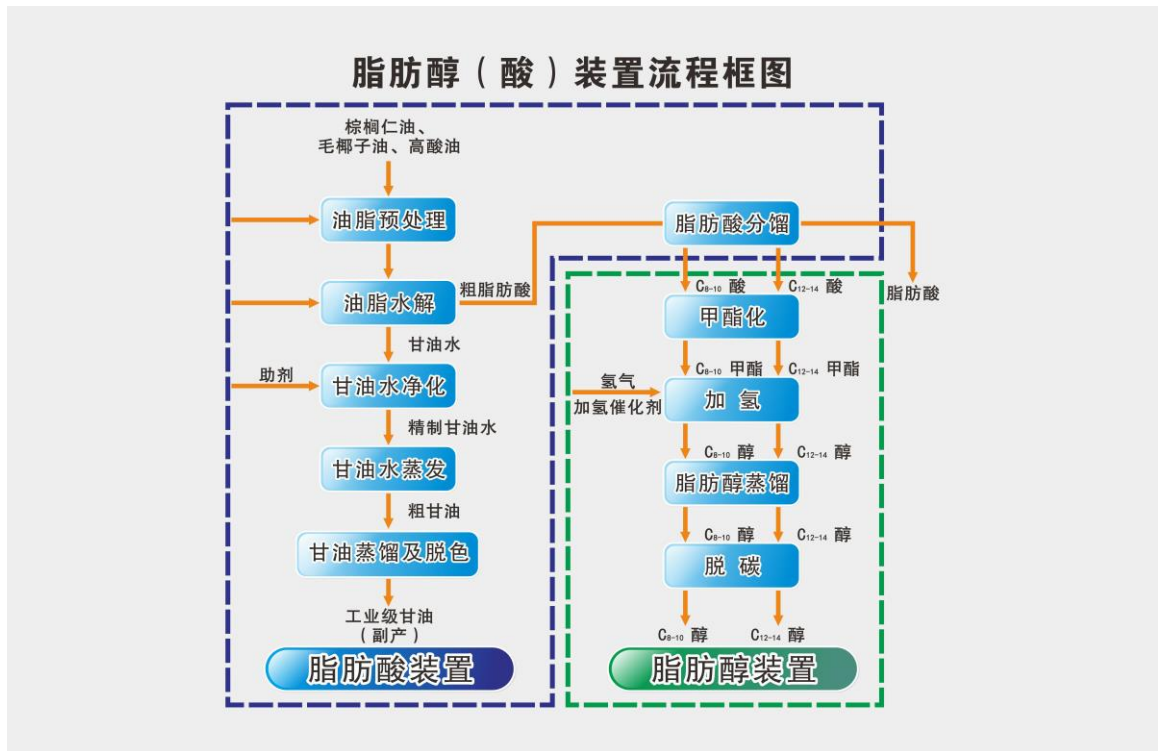 脂肪醇（酸）装置流程框图
棕榈仁油、
毛椰子油、高酸油
油脂预处理
油脂水解
粗脂肪酸
甘油水
助剂
甘油水净化
精制甘油水
甘油水蒸发
粗甘油
甘油蒸馏及脱色
工业级甘油
（副产）
脂肪酸装置
脂肪酸分馏
脂肪酸
C₈₋₁₀ 酸
C₁₂₋₁₄ 酸
甲酯化
C₈₋₁₀ 甲酯
C₁₂₋₁₄ 甲酯
氢气
加氢催化剂
加氢
C₈₋₁₀ 醇
C₁₂₋₁₄ 醇
脂肪醇蒸馏
C₈₋₁₀ 醇
C₁₂₋₁₄ 醇
脱碳
C₈₋₁₀ 醇
C₁₂₋₁₄ 醇
脂肪醇装置